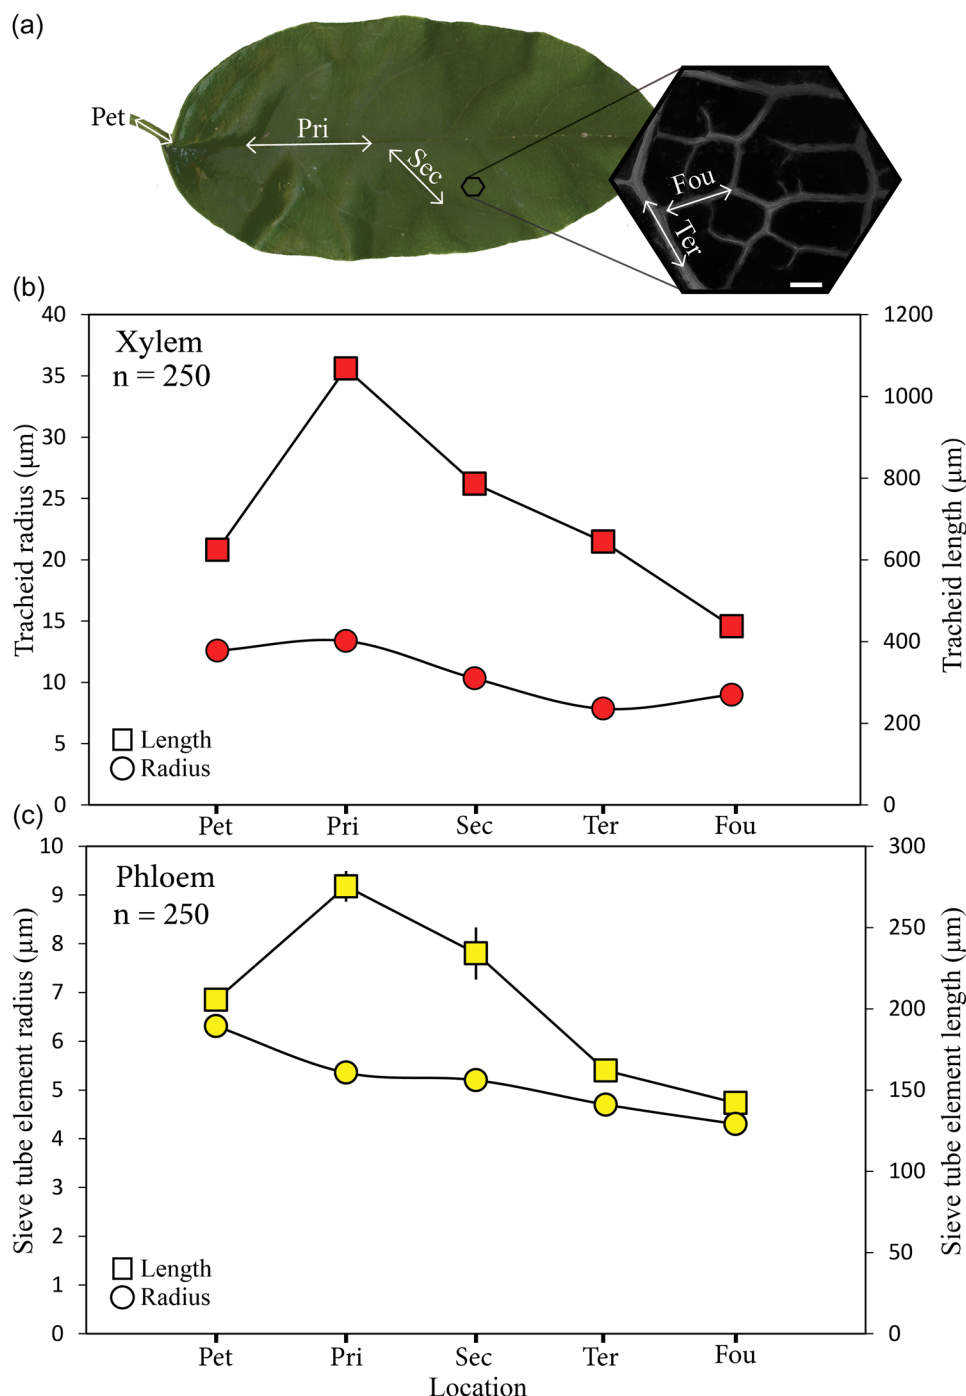 (a)
Pet
Pri
Sec
Fou
Ter
(b)
40
35
30
25
20
15
10
5
0
Tracheid radius (µm)
Xylem
n = 250
Length
Radius
1200
1000
800
600
400
200
0
Tracheid length (µm)
Pet Pri Sec Ter Fou
(c)
10
9
8
7
6
5
4
3
2
1
0
Sieve tube element radius (µm)
Phloem
n = 250
Length
Radius
300
250
200
150
100
50
0
Sieve tube element length (µm)
Pet Pri Sec Ter Fou
Location